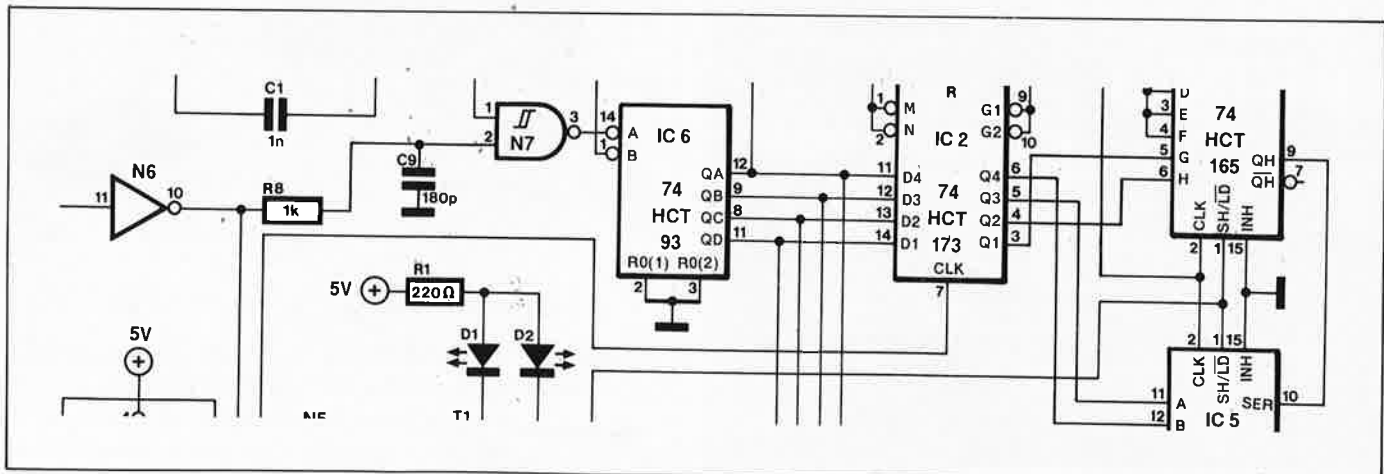 C1
1n
N6
11
10
R8
1k
C9
180p
1
2
N7
3
14
1
A
B
IC 6
74
HCT
93
QA
QB
QC
QD
12
9
8
11
R0(1) R0(2)
2
3
5V
R1
220Ω
D1
D2
T1
5V
R
1
2
M
N
G1
G2
9
10
IC 2
11
12
13
14
D4
D3
D2
D1
74
HCT
173
Q4
Q3
Q2
Q1
6
5
4
3
CLK
7
D
E
F
G
H
3
4
5
6
74
HCT
165
QH
QH
9
7
CLK
SH/LD
INH
2
1
15
2
1
15
CLK
SH/LD
INH
11
12
A
B
SER
10
IC 5